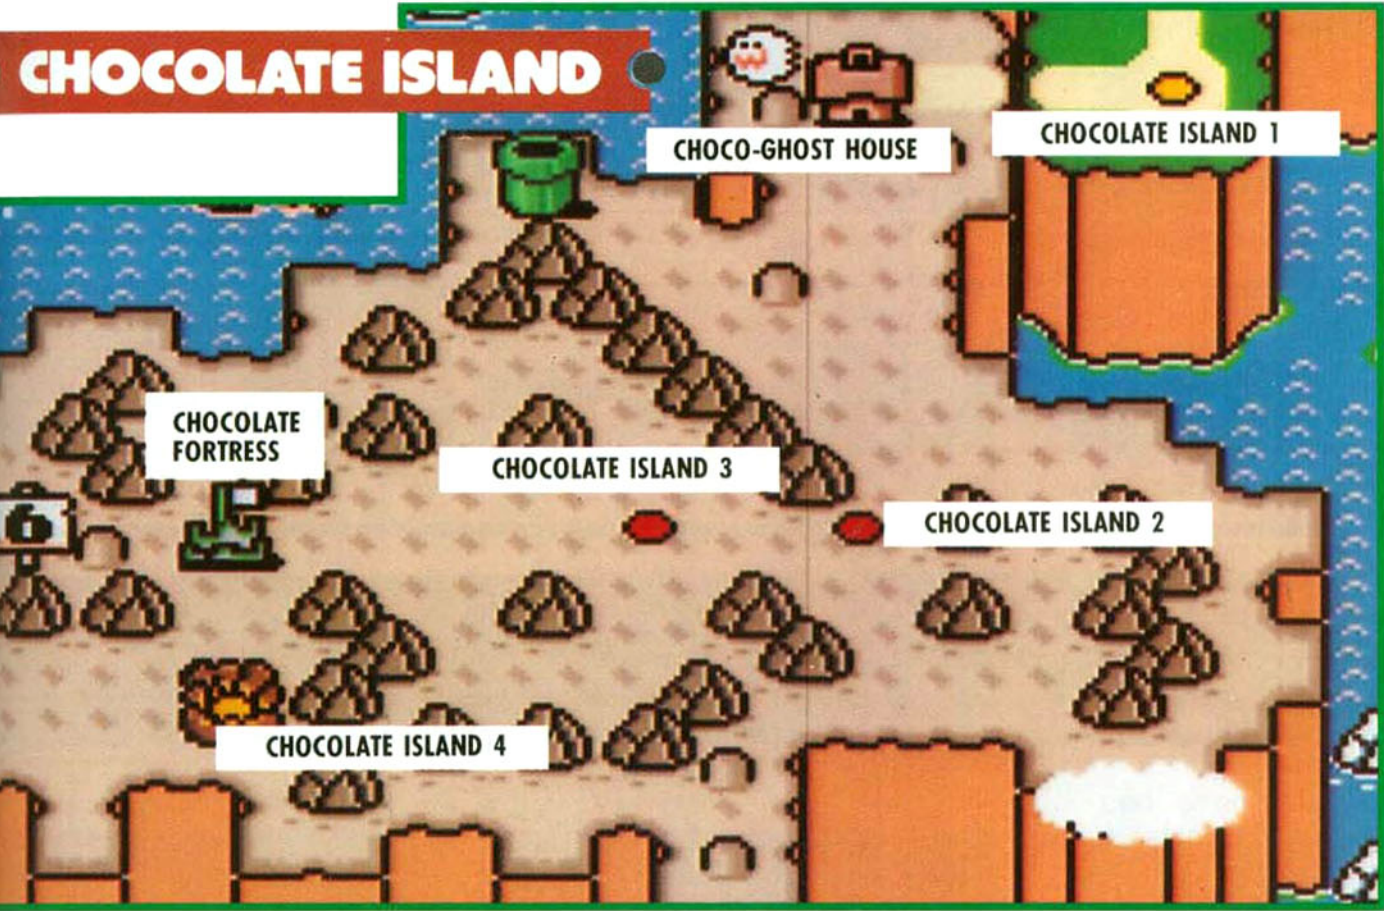 CHOCOLATE ISLAND
CHOCO-GHOST HOUSE
CHOCOLATE ISLAND 1
CHOCOLATE
FORTRESS
CHOCOLATE ISLAND 3
6
CHOCOLATE ISLAND 2
CHOCOLATE ISLAND 4